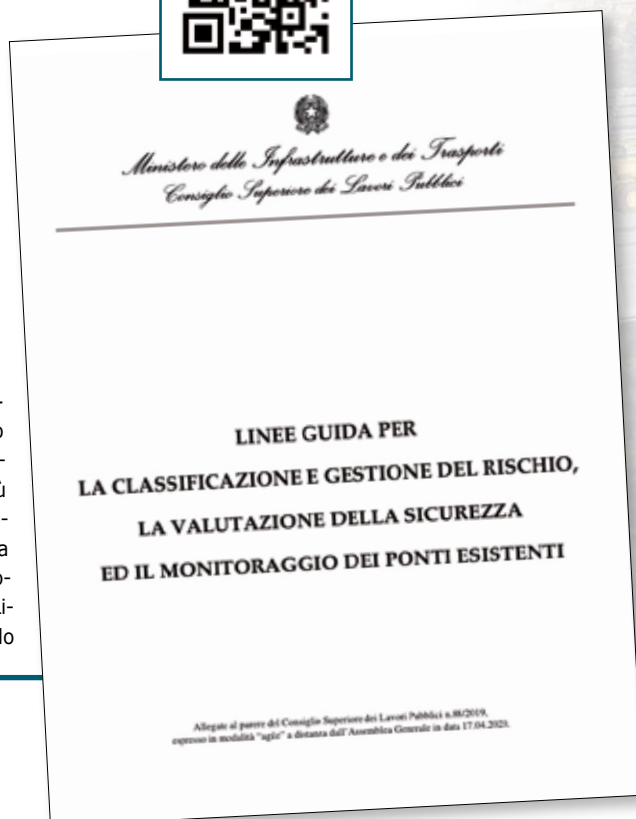 Ministero delle Infrastrutture e dei Trasporti
Consiglio Superiore dei Lavori Pubblici
-
o
-
ù
-
a
o-
i-
lo
LINEE GUIDA PER
LA CLASSIFICAZIONE E GESTIONE DEL RISCHIO,
LA VALUTAZIONE DELLA SICUREZZA
ED IL MONITORAGGIO DEI PONTI ESISTENTI
Allegate al parere del Consiglio Superiore dei Lavori Pubblici n.88/2019,
espresso in modalità "agile" a distanza dall'Assemblea Generale in data 17.04.2020.